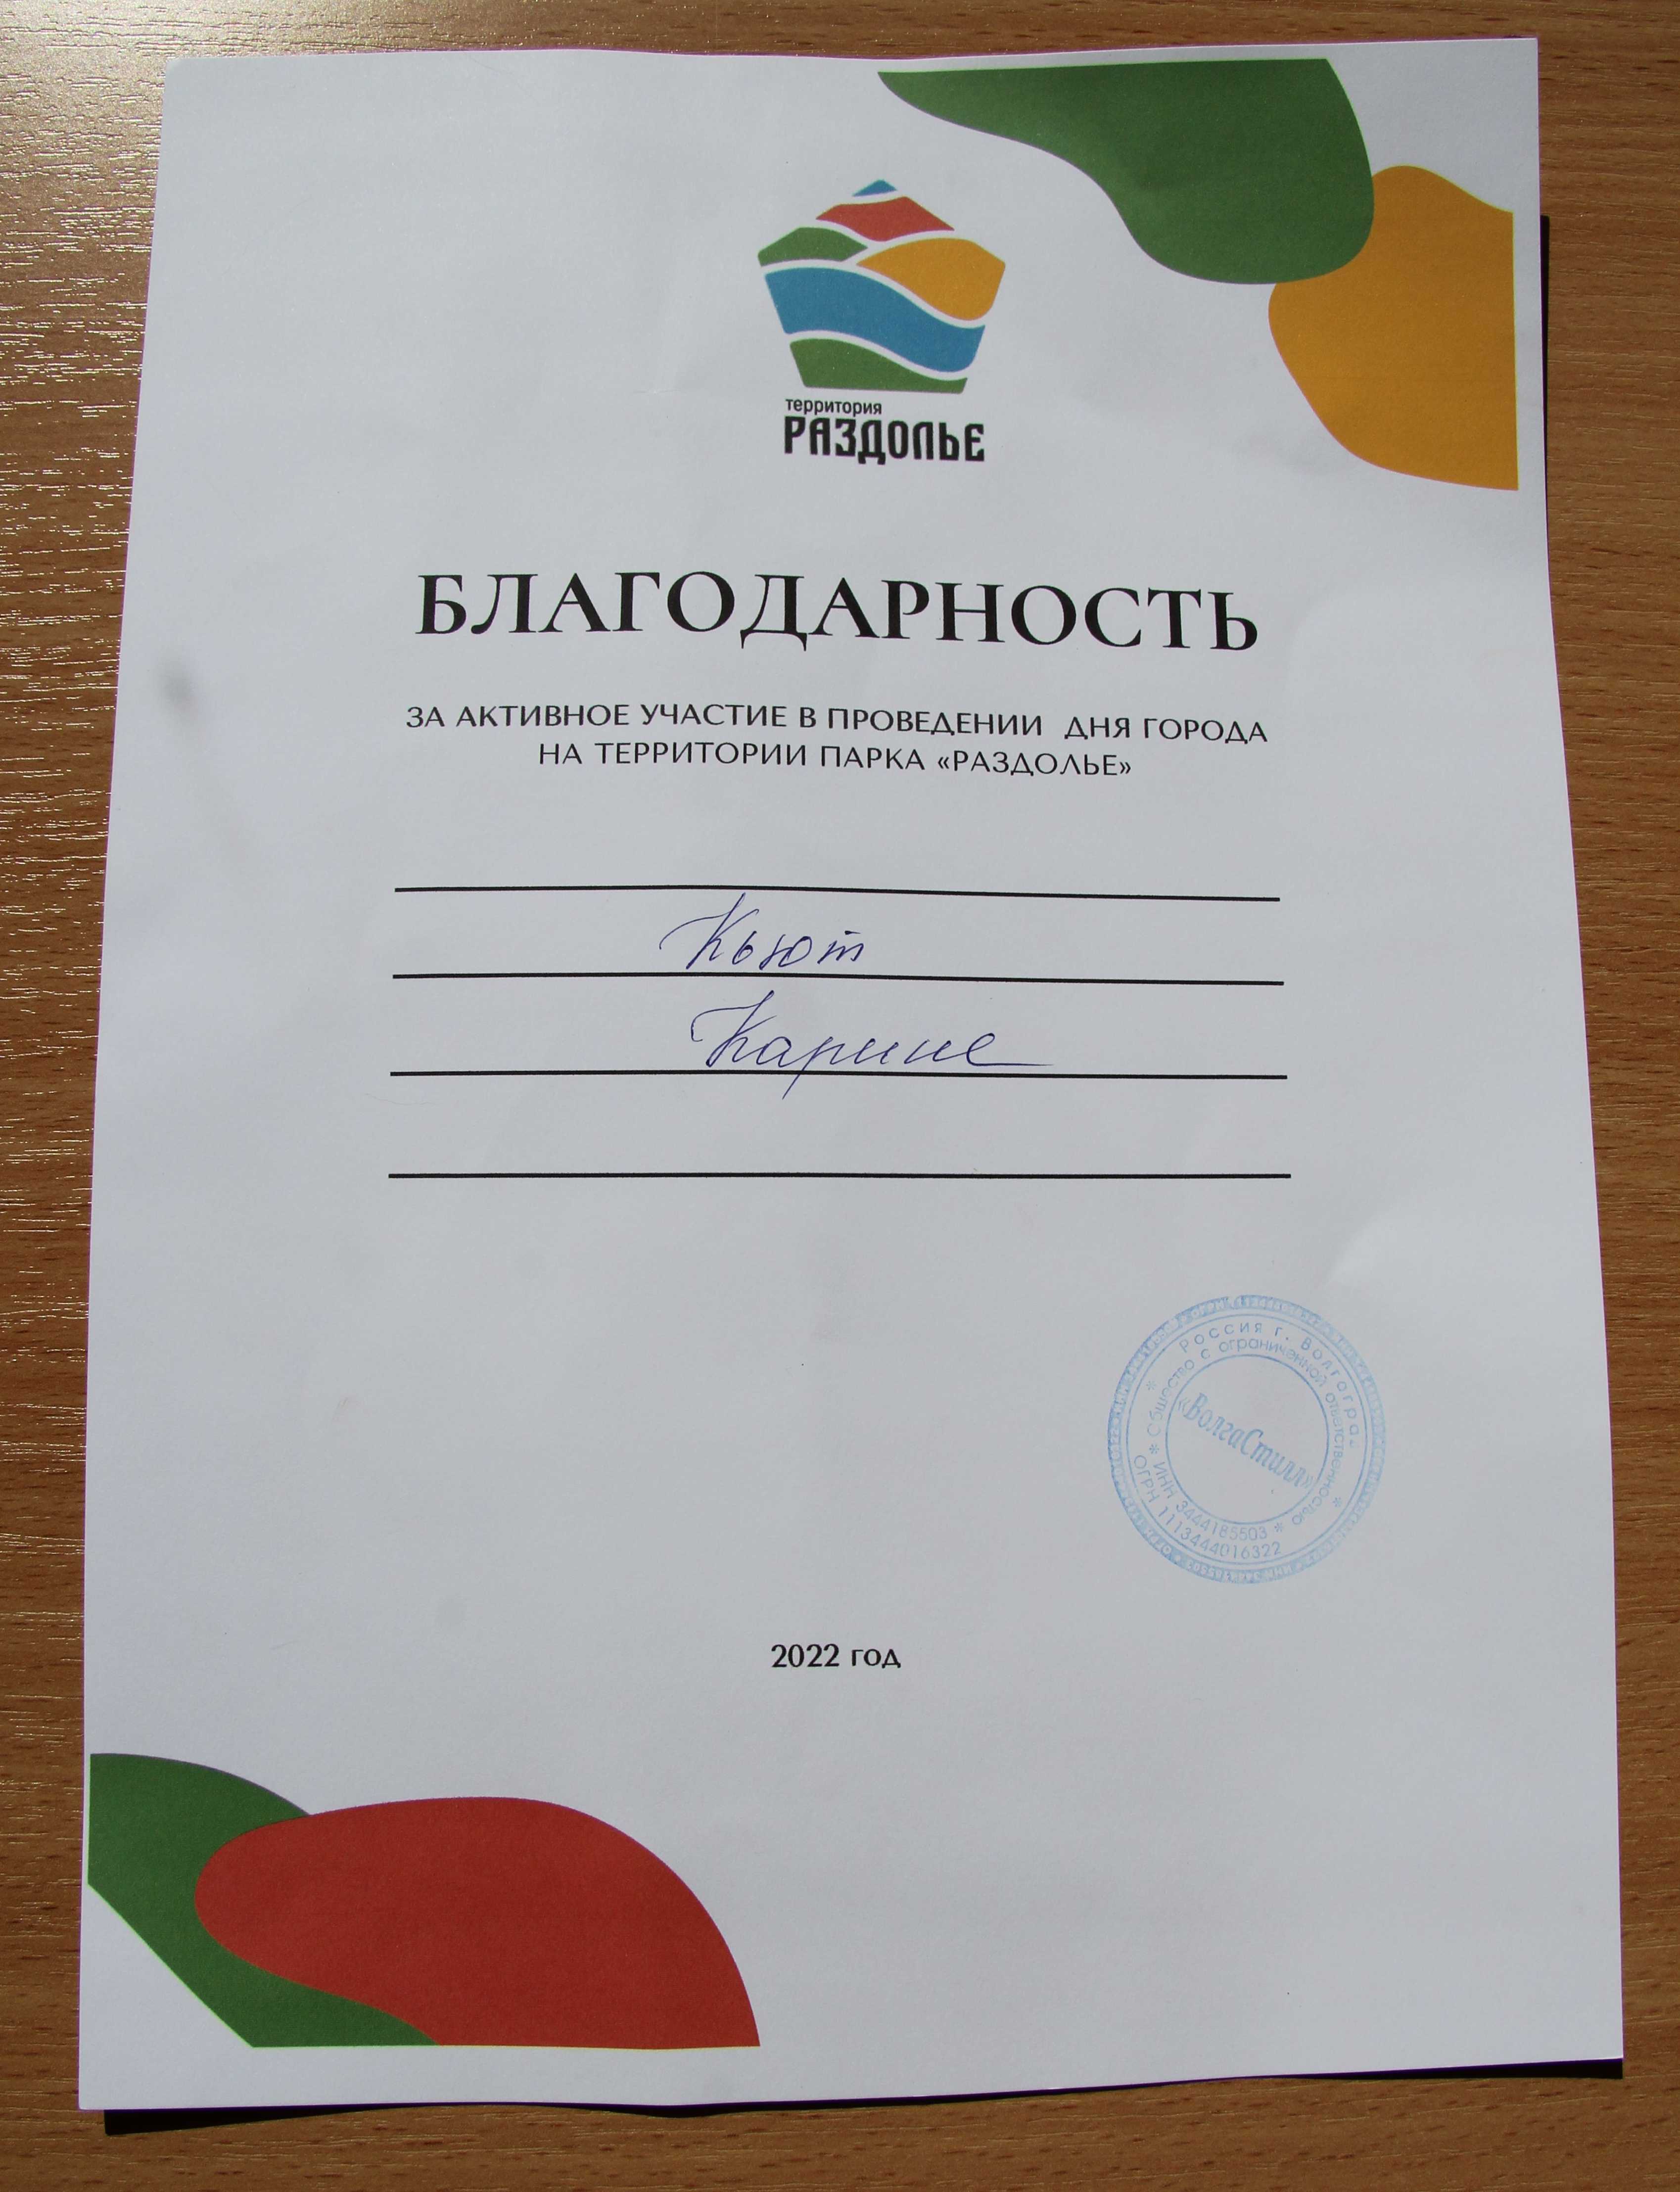 территория
РАЗДОЛЬЕ
БЛАГОДАРНОСТЬ
ЗА АКТИВНОЕ УЧАСТИЕ В ПРОВЕДЕНИИ ДНЯ ГОРОДА
НА ТЕРРИТОРИИ ПАРКА «РАЗДОЛЬЕ»
Кьют
Карине
* Россия г. Волгоград
* Общество с ограниченной ответственностью *
«ВолгаСтилл»
* ИНН 3444185503 *
ОГРН 1113444016322
2022 год